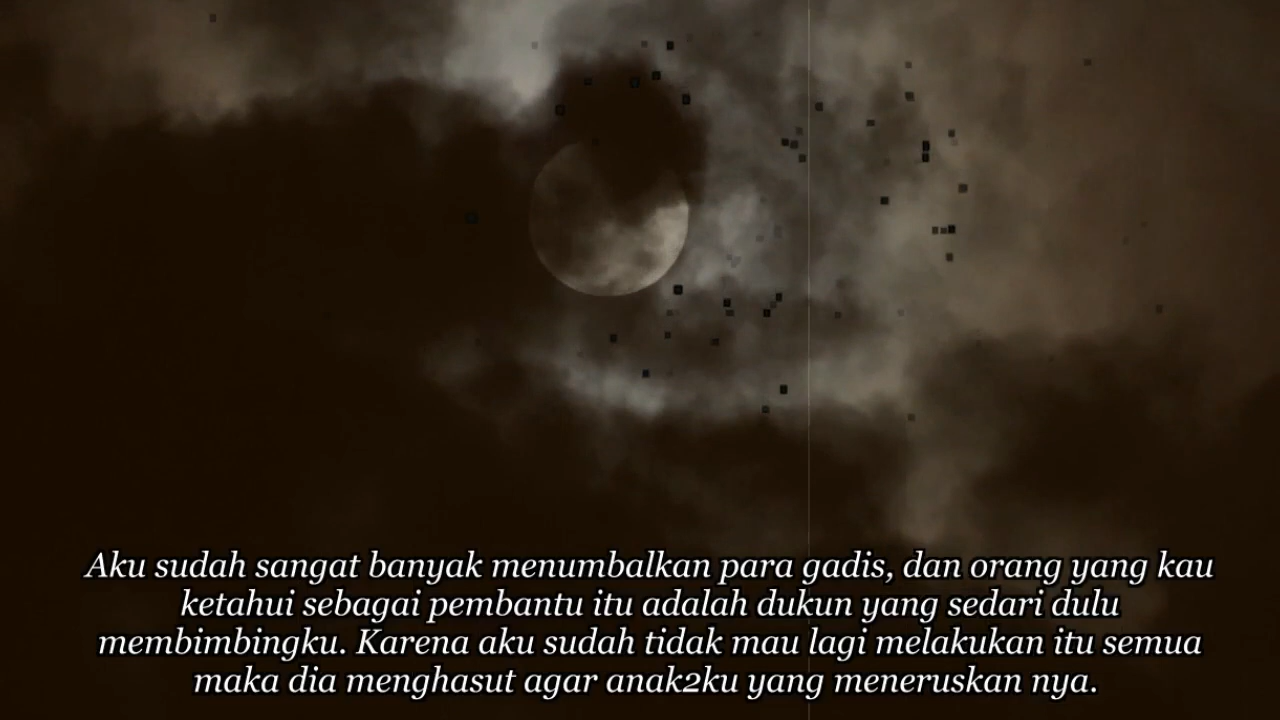 Aku sudah sangat banyak menumbalkan para gadis, dan orang yang kau
ketahui sebagai pembantu itu adalah dukun yang sedari dulu
membimbingku. Karena aku sudah tidak mau lagi melakukan itu semua
maka dia menghasut agar anak2ku yang meneruskan nya.